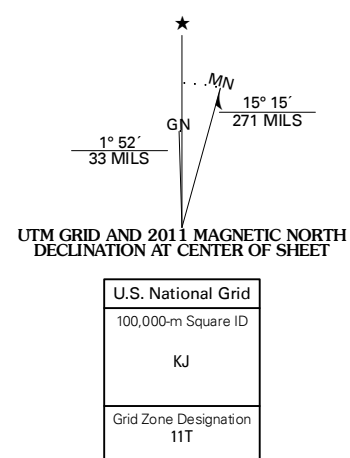 MN
15° 15´
271 MILS
GN
1° 52´
33 MILS
UTM GRID AND 2011 MAGNETIC NORTH
DECLINATION AT CENTER OF SHEET
U.S. National Grid
100,000-m Square ID
KJ
Grid Zone Designation
11T